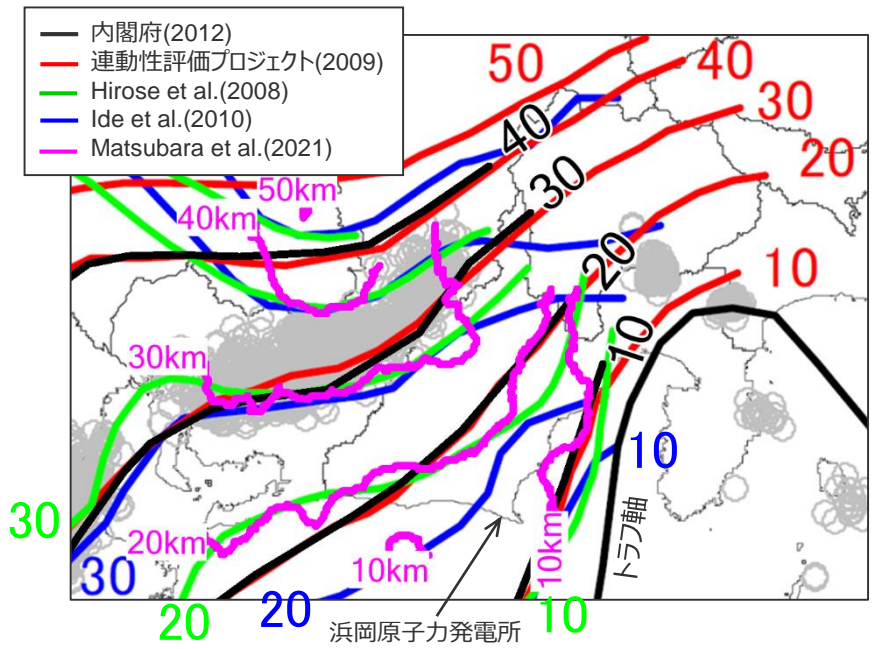 内閣府(2012)
連動性評価プロジェクト(2009)
Hirose et al.(2008)
Ide et al.(2010)
Matsubara et al.(2021)
50
40
30
20
10
40
30
20
10
50km
40km
30km
20km
10km
10km
10
トラフ軸
30
30
20
20
10
浜岡原子力発電所